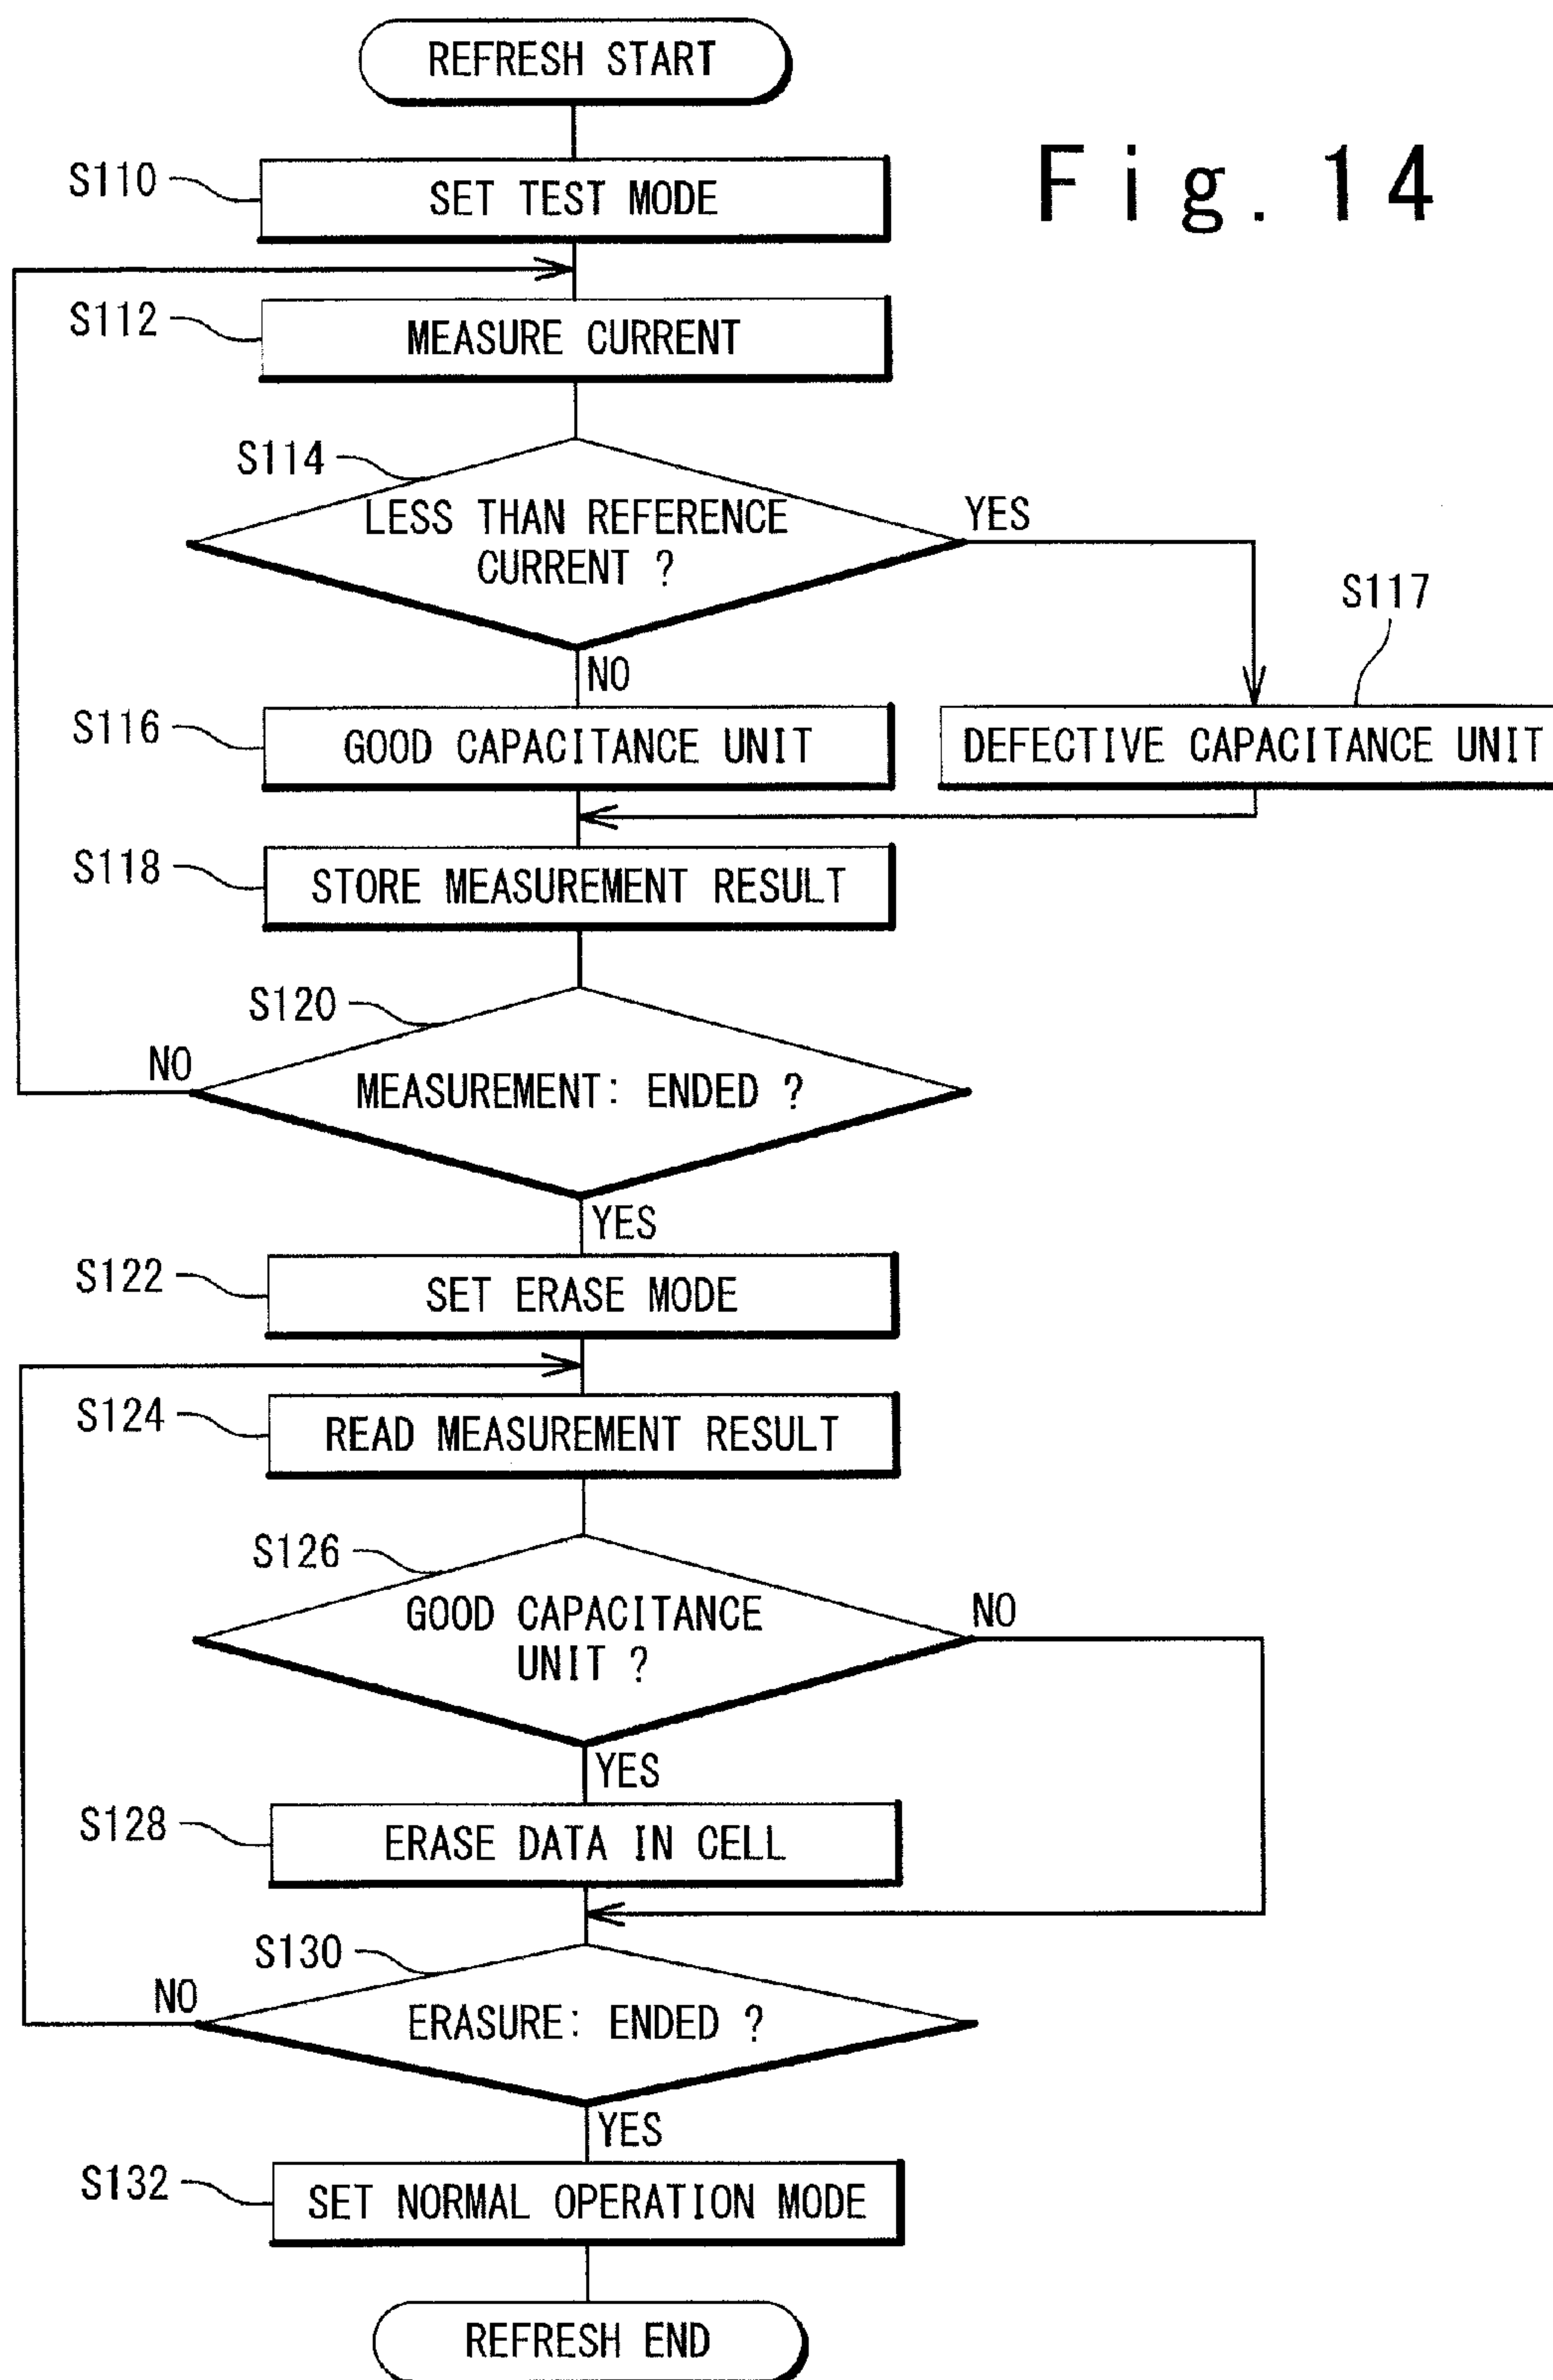 REFRESH START
Fig. 14
S110
SET TEST MODE
S112
MEASURE CURRENT
S114
LESS THAN REFERENCE
CURRENT ?
YES
NO
S117
S116
GOOD CAPACITANCE UNIT
DEFECTIVE CAPACITANCE UNIT
S118
STORE MEASUREMENT RESULT
S120
NO
MEASUREMENT: ENDED ?
YES
S122
SET ERASE MODE
S124
READ MEASUREMENT RESULT
S126
GOOD CAPACITANCE
UNIT ?
NO
YES
S128
ERASE DATA IN CELL
S130
NO
ERASURE: ENDED ?
YES
S132
SET NORMAL OPERATION MODE
REFRESH END